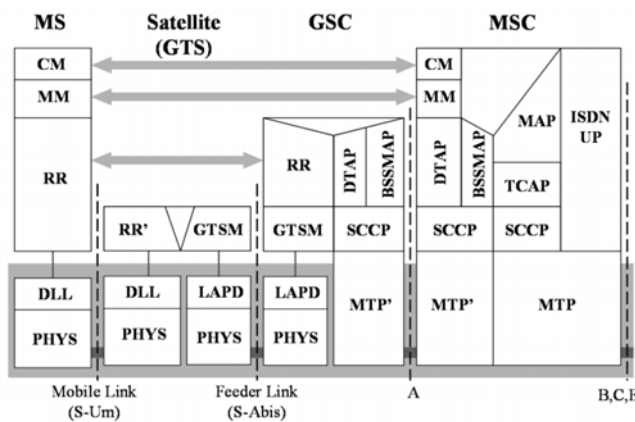 MS Satellite GSC MSC
(GTS)
CM CM
MM MM
MAP ISDN
UP
RR RR DTAP BSSMAP DTAP BSSMAP
TCAP
RR' GTSM GTSM SCCP SCCP SCCP
DLL DLL LAPD LAPD
MTP' MTP' MTP
PHYS PHYS PHYS PHYS
Mobile Link Feeder Link A B,C,E
(S-Um) (S-Abis)